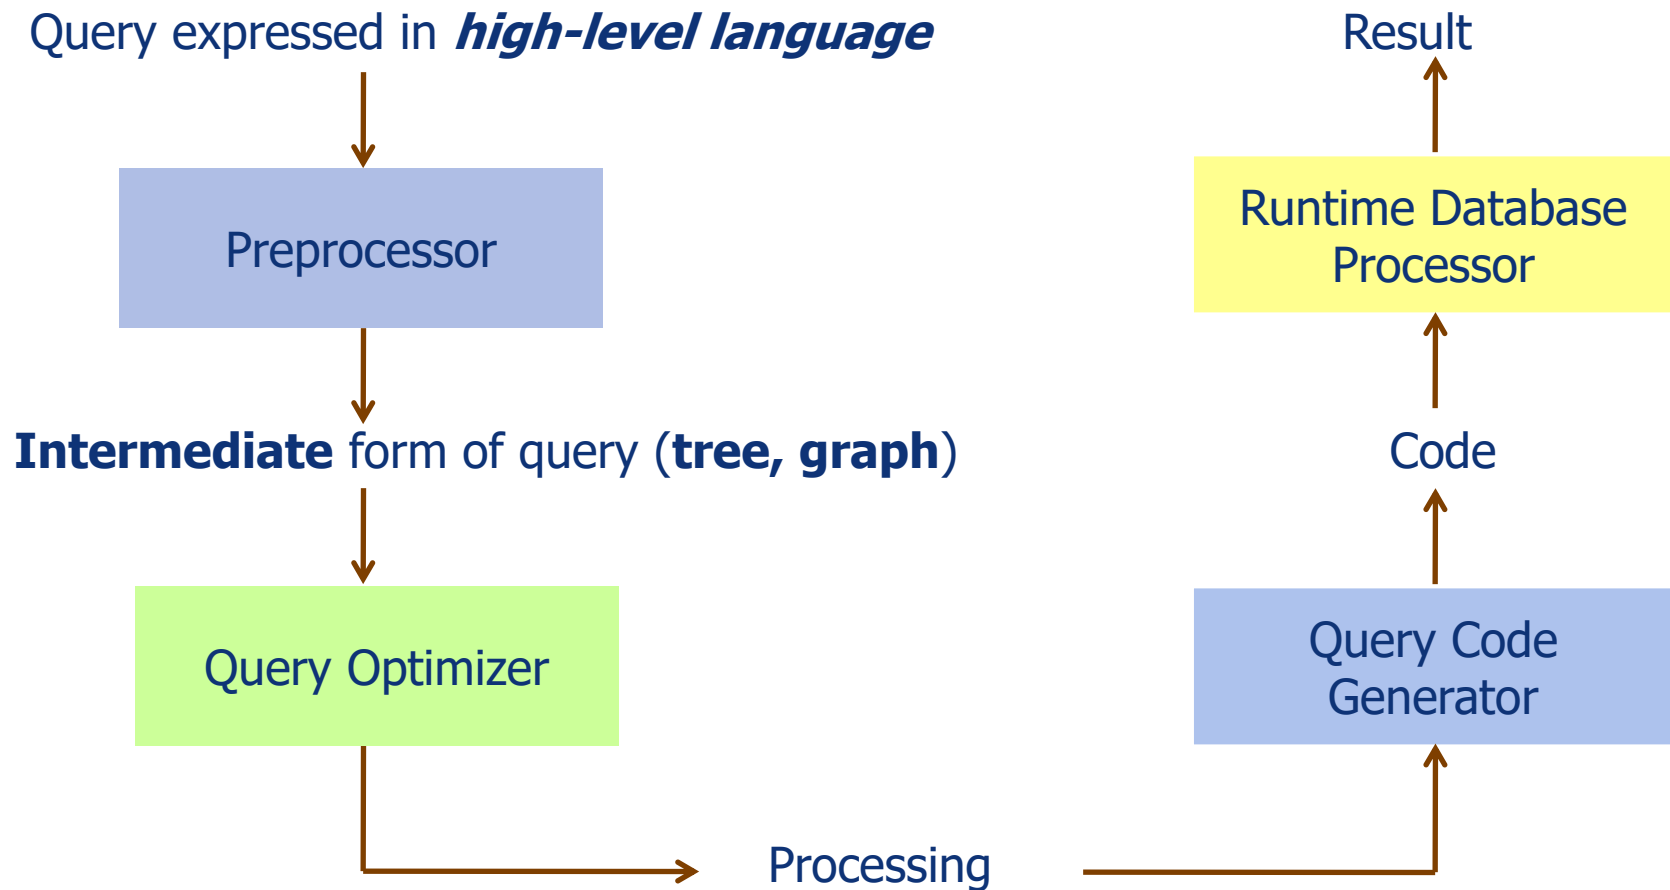 Query expressed in high-level language
Preprocessor
Intermediate form of query (tree, graph)
Query Optimizer
Processing
Query Code
Generator
Code
Runtime Database
Processor
Result